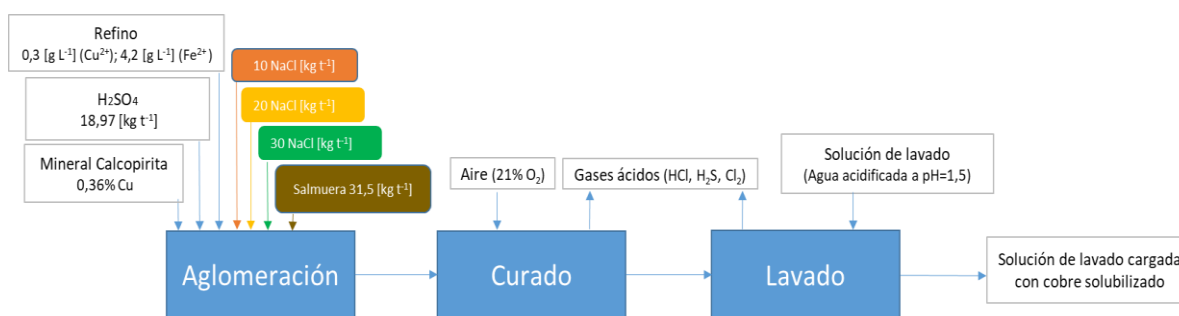 Refino
0,3 [g L⁻¹] (Cu²⁺); 4,2 [g L⁻¹] (Fe²⁺)
H₂SO₄
18,97 [kg t⁻¹]
Mineral Calcopirita
0,36% Cu
10 NaCl [kg t⁻¹]
20 NaCl [kg t⁻¹]
30 NaCl [kg t⁻¹]
Salmuera 31,5 [kg t⁻¹]
Aire (21% O₂)
Gases ácidos (HCl, H₂S, Cl₂)
Solución de lavado
(Agua acidificada a pH=1,5)
Aglomeración
Curado
Lavado
Solución de lavado cargada
con cobre solubilizado